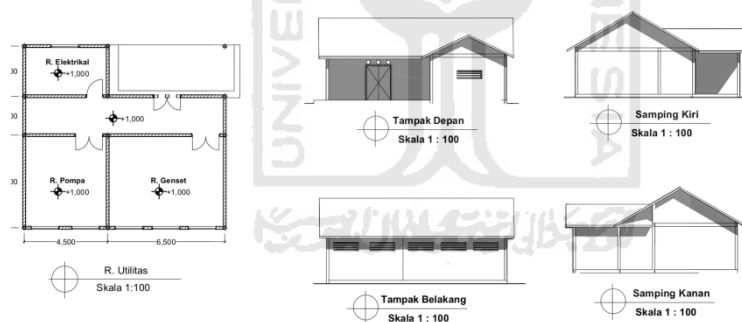 R. Elektrikal
+1,000
+1,000
R. Pompa
+1,000
R. Genset
+1,000
4,500
6,500
R. Utilitas
Skala 1:100
Tampak Depan
Skala 1 : 100
Samping Kiri
Skala 1 : 100
Tampak Belakang
Skala 1 : 100
Samping Kanan
Skala 1 : 100